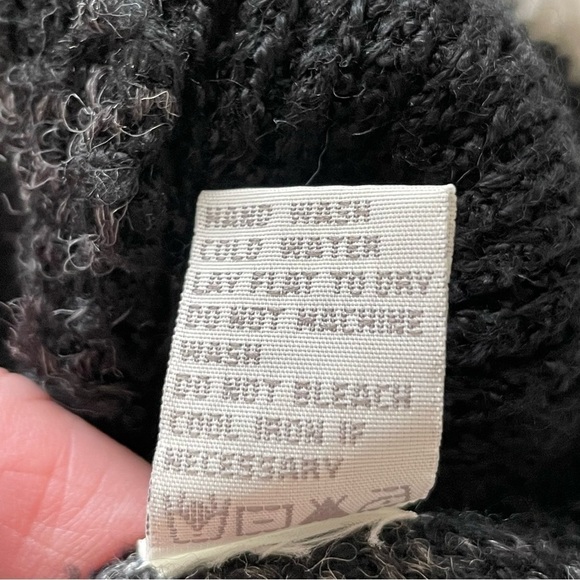 HAND WASH
COLD WATER
LAY FLAT TO DRY
DO NOT MACHINE
WASH
DO NOT BLEACH
COOL IRON IF
NECESSARY